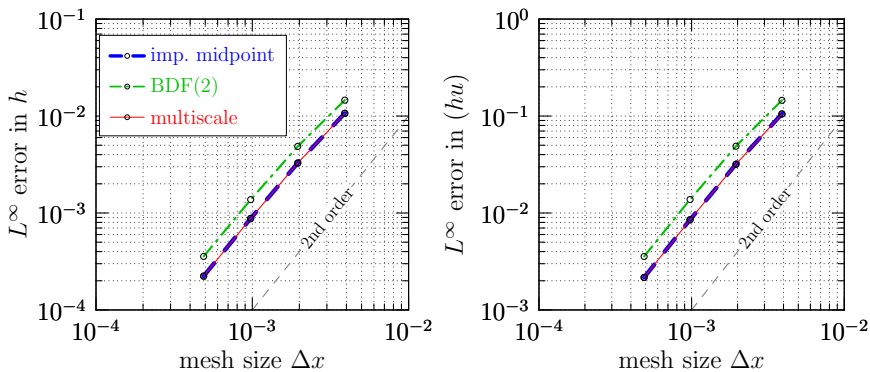 10⁻¹
10⁻²
10⁻³
10⁻⁴
L∞ error in h
imp. midpoint
BDF(2)
multiscale
2nd order
10⁻⁴
10⁻³
10⁻²
mesh size Δx
10⁰
10⁻¹
10⁻²
10⁻³
L∞ error in (hu)
2nd order
10⁻⁴
10⁻³
10⁻²
mesh size Δx